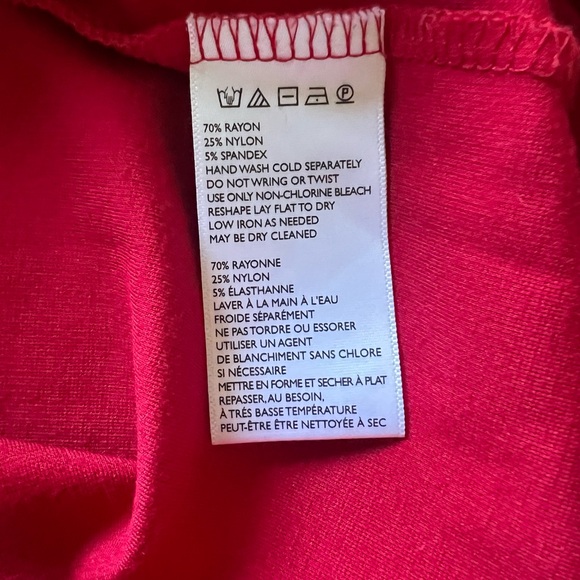 70% RAYON
25% NYLON
5% SPANDEX
HAND WASH COLD SEPARATELY
DO NOT WRING OR TWIST
USE ONLY NON-CHLORINE BLEACH
RESHAPE LAY FLAT TO DRY
LOW IRON AS NEEDED
MAY BE DRY CLEANED
70% RAYONNE
25% NYLON
5% ÉLASTHANNE
LAVER À LA MAIN À L'EAU
FROIDE SÉPARÉMENT
NE PAS TORDRE OU ESSORER
UTILISER UN AGENT
DE BLANCHIMENT SANS CHLORE
SI NÉCESSAIRE
METTRE EN FORME ET SECHER À PLAT
REPASSER, AU BESOIN,
À TRÉS BASSE TEMPÉRATURE
PEUT-ÊTRE ÊTRE NETTOYÉE À SEC